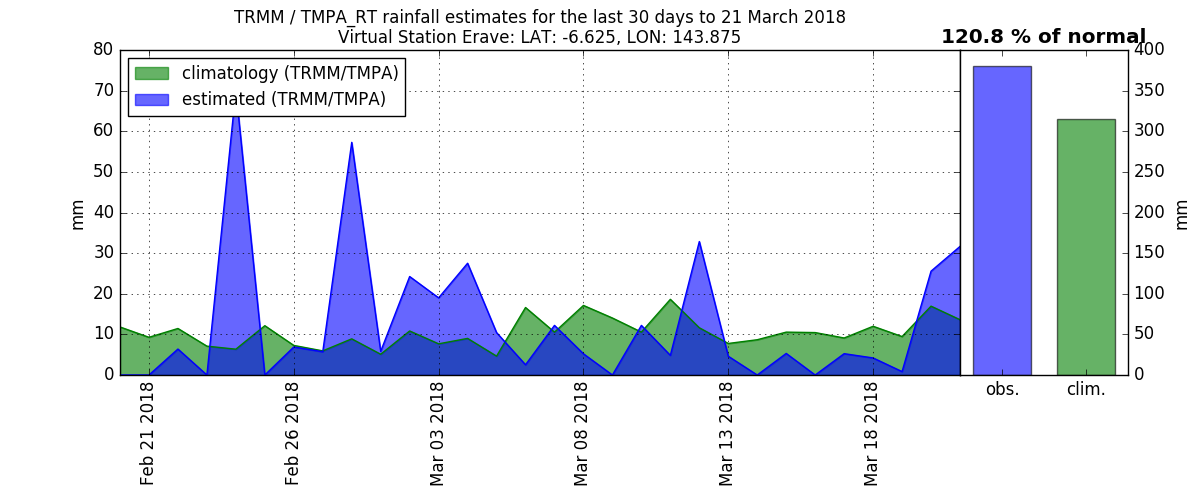 TRMM / TMPA_RT rainfall estimates for the last 30 days to 21 March 2018
Virtual Station Erave: LAT: -6.625, LON: 143.875
120.8 % of normal
climatology (TRMM/TMPA)
estimated (TRMM/TMPA)
mm
80
70
60
50
40
30
20
10
0
Feb 21 2018
Feb 26 2018
Mar 03 2018
Mar 08 2018
Mar 13 2018
Mar 18 2018
obs.
clim.
400
350
300
250
200
150
100
50
0
mm